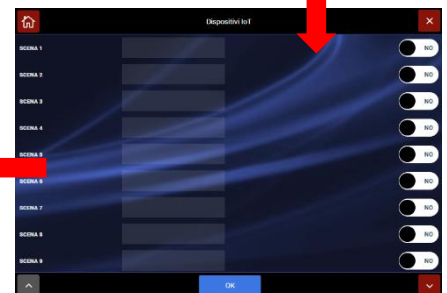 Dispositivi IoT
SCENA 1 NO
SCENA 2 NO
SCENA 3 NO
SCENA 4 NO
SCENA 5 NO
SCENA 6 NO
SCENA 7 NO
SCENA 8 NO
SCENA 9 NO
OK